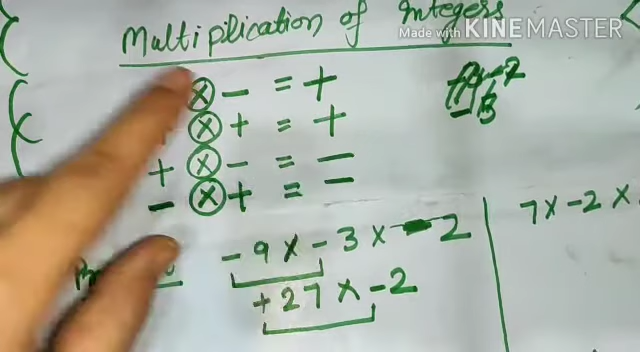 Multiplication of Integers
Made with KINEMASTER
× - = +
× + = +
+ × - = -
- × + = -
- 9 × - 3 × - 2
7 × - 2 ×
+ 27 × - 2